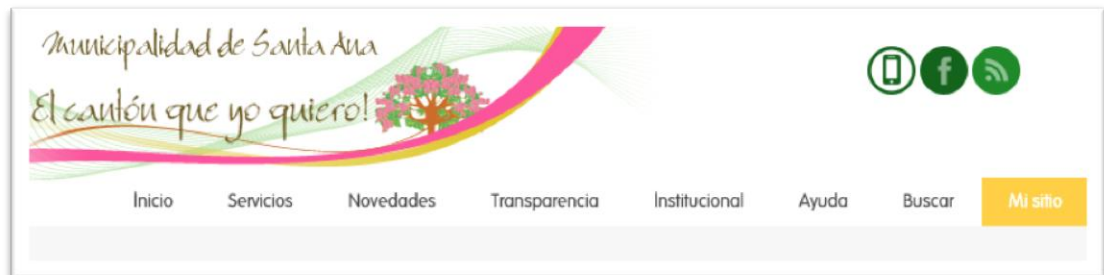 Municipalidad de Santa Ana
El cantón que yo quiero!
Inicio Servicios Novedades Transparencia Institucional Ayuda Buscar Mi sitio